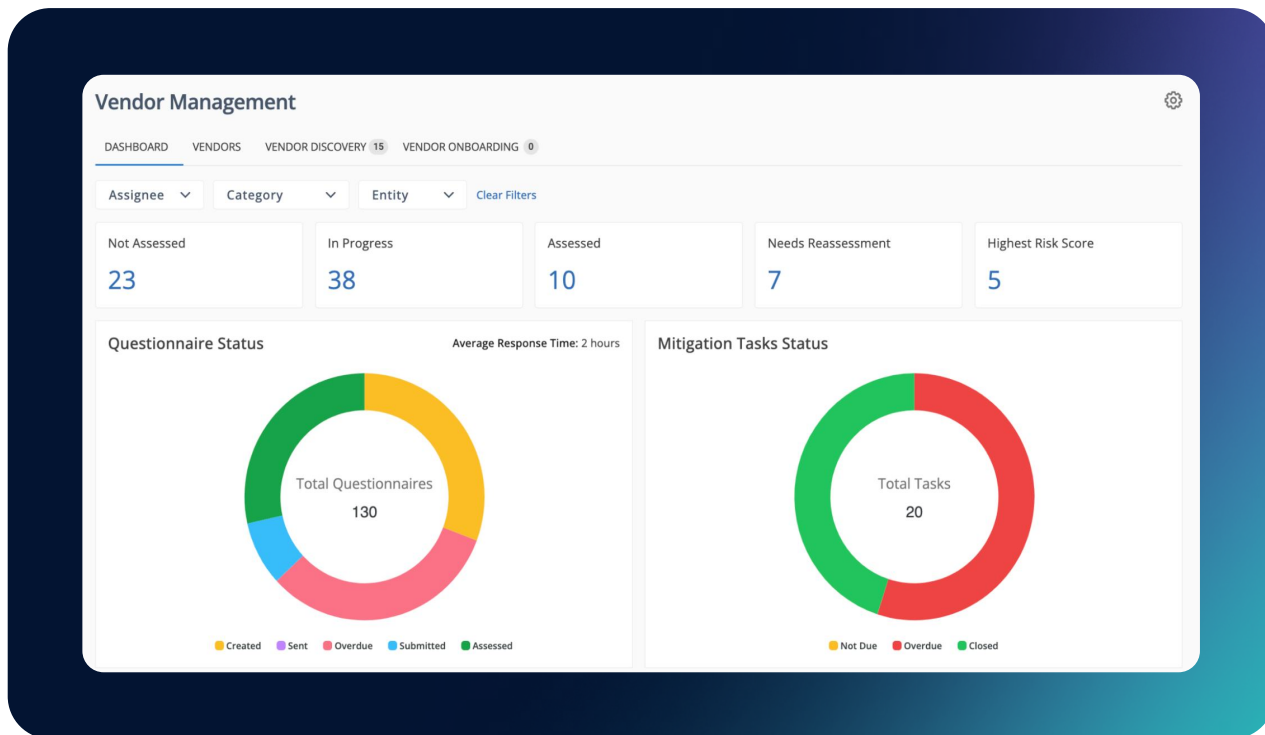 Vendor Management
DASHBOARD VENDORS VENDOR DISCOVERY 15 VENDOR ONBOARDING 0
Assignee Category Entity Clear Filters
Not Assessed In Progress Assessed Needs Reassessment Highest Risk Score
23 38 10 7 5
Questionnaire Status Average Response Time: 2 hours
Total Questionnaires
130
Created Sent Overdue Submitted Assessed
Mitigation Tasks Status
Total Tasks
20
Not Due Overdue Closed